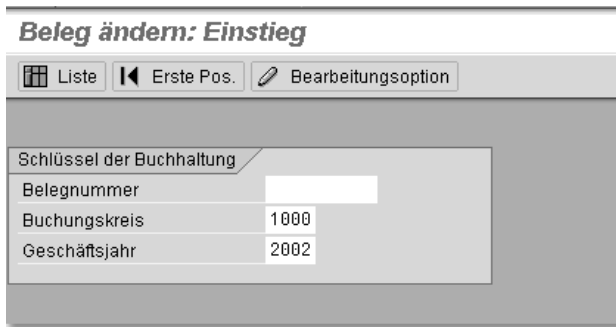 Beleg ändern: Einstieg
Liste Erste Pos. Bearbeitungsoption
Schlüssel der Buchhaltung
Belegnummer
Buchungskreis 1000
Geschäftsjahr 2002